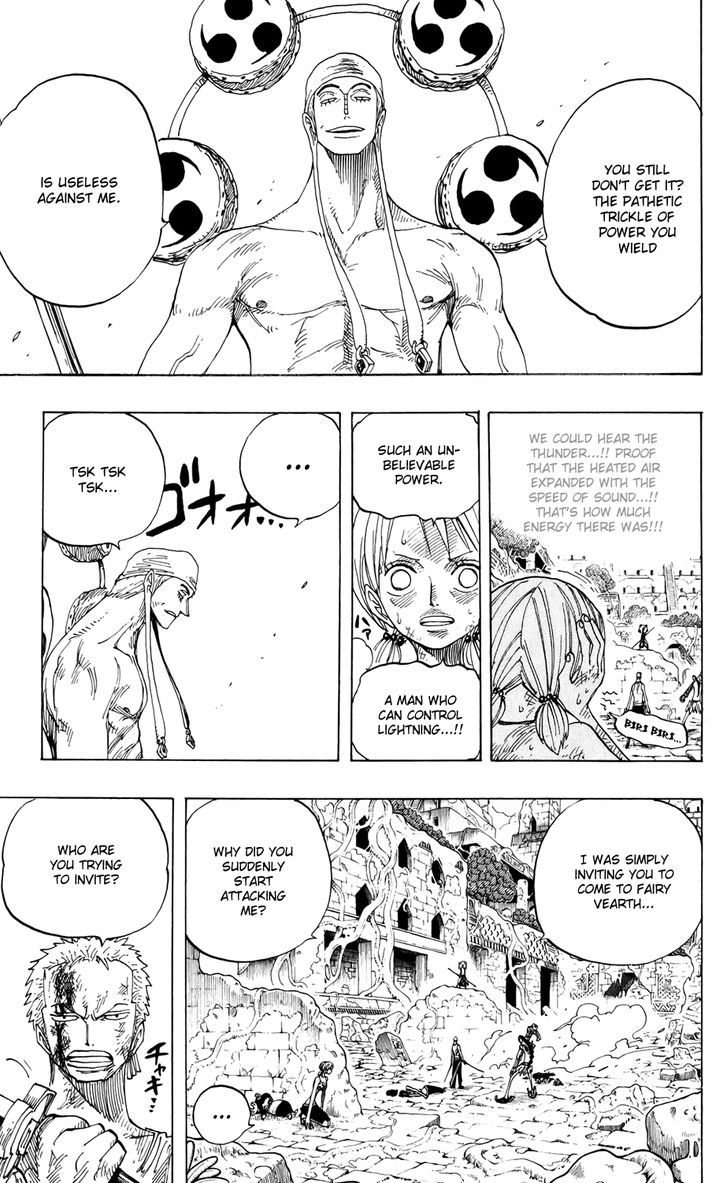 YOU STILL
DON'T GET IT?
THE PATHETIC
TRICKLE OF
POWER YOU
WIELD
IS USELESS
AGAINST ME.
WE COULD HEAR THE
THUNDER...!! PROOF
THAT THE HEATED AIR
EXPANDED WITH THE
SPEED OF SOUND...!!
THAT'S HOW MUCH
ENERGY THERE WAS!!!
BIRI BIRI...
SUCH AN UN-
BELIEVABLE
POWER.
A MAN WHO
CAN CONTROL
LIGHTNING...!!
...
ゴオオ...
TSK TSK
TSK...
I WAS SIMPLY
INVITING YOU TO
COME TO FAIRY
VEARTH...
WHY DID YOU
SUDDENLY
START
ATTACKING
ME?
...
WHO ARE
YOU TRYING
TO INVITE?
チャキ...